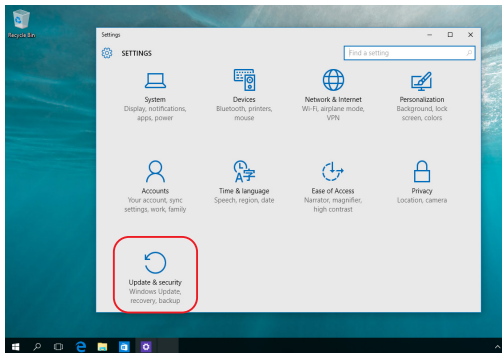 Recycle Bin
Settings
SETTINGS
Find a setting
System
Display, notifications,
apps, power
Devices
Bluetooth, printers,
mouse
Network & Internet
Wi-Fi, airplane mode,
VPN
Personalization
Background, lock
screen, colors
Accounts
Your account, sync
settings, work, family
Time & language
Speech, region, date
Ease of Access
Narrator, magnifier,
high contrast
Privacy
Location, camera
Update & security
Windows Update,
recovery, backup